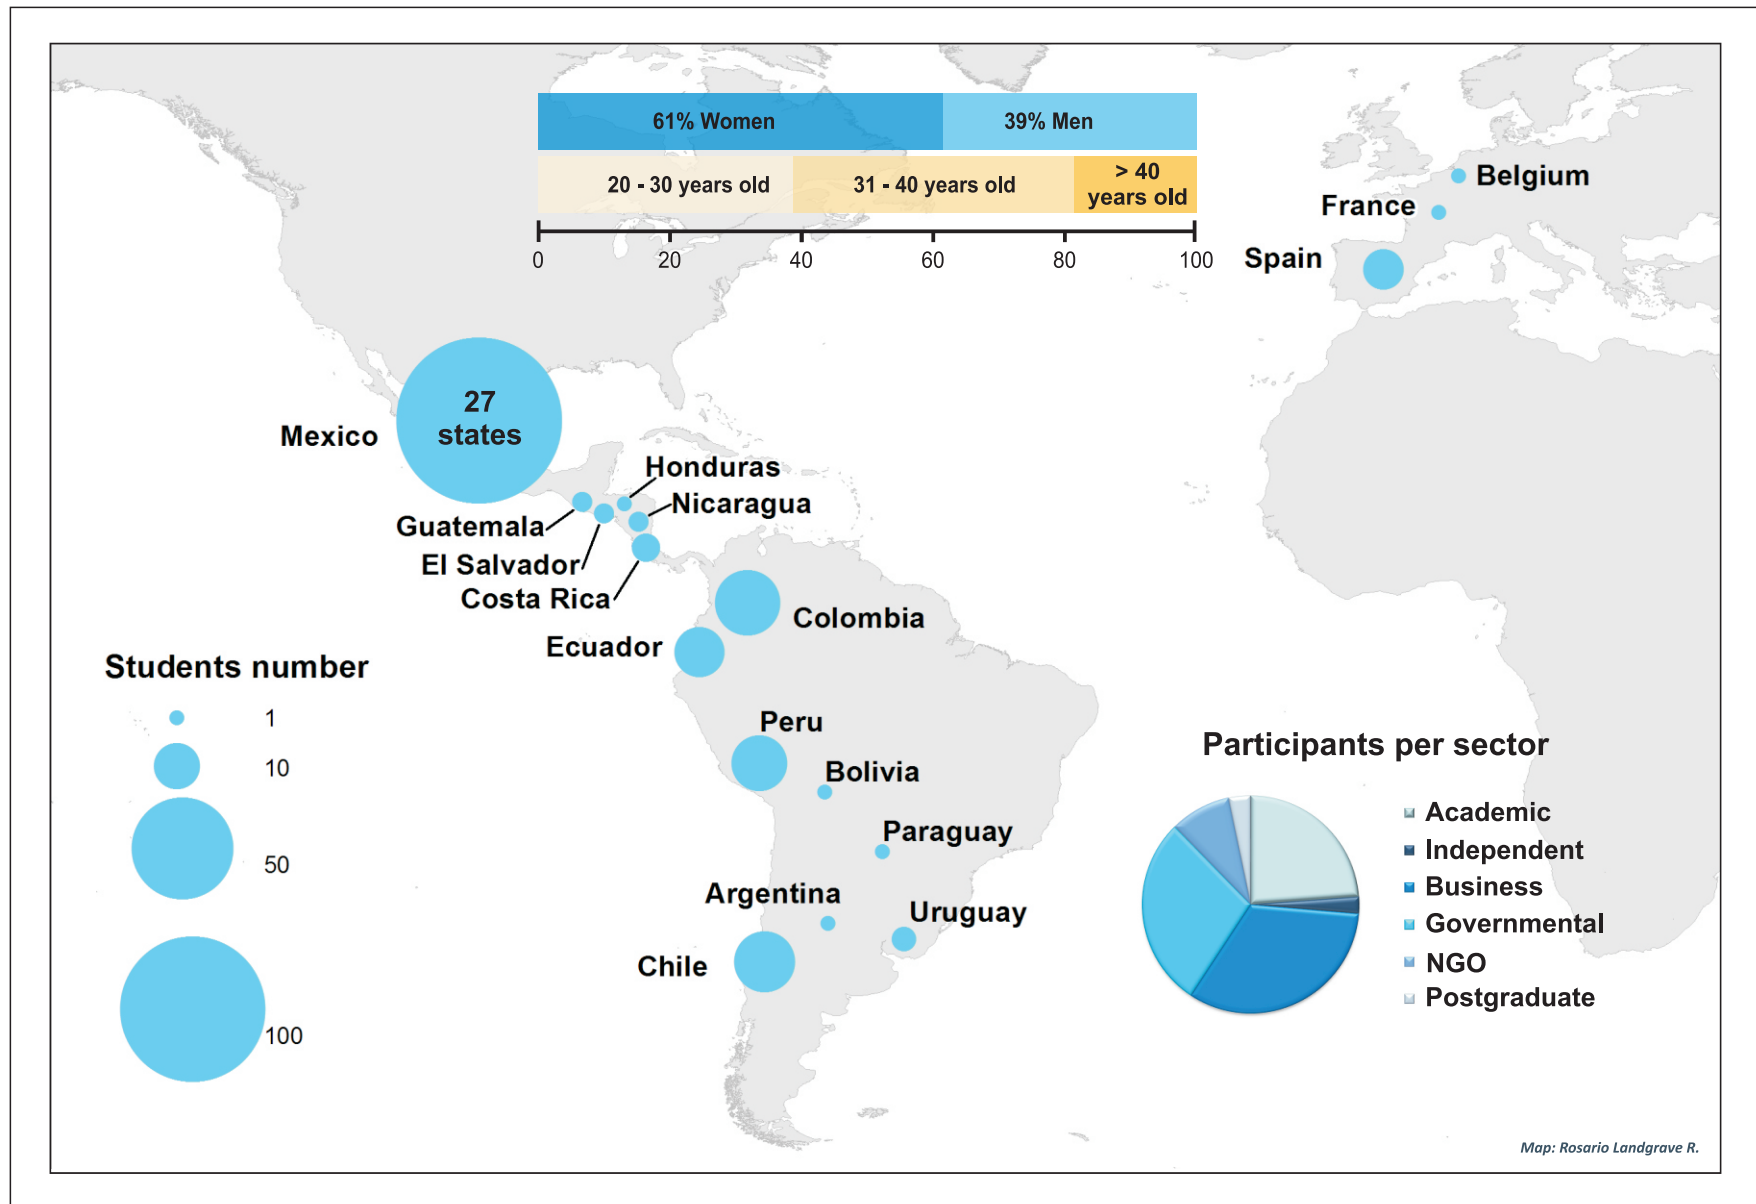 61% Women
39% Men
20 - 30 years old
31 - 40 years old
> 40
years old
0
20
40
60
80
100
Belgium
France
Spain
27
states
Mexico
Honduras
Nicaragua
Guatemala
El Salvador
Costa Rica
Colombia
Ecuador
Peru
Bolivia
Paraguay
Argentina
Uruguay
Chile
Students number
1
10
50
100
Participants per sector
Academic
Independent
Business
Governmental
NGO
Postgraduate
Map: Rosario Landgrave R.